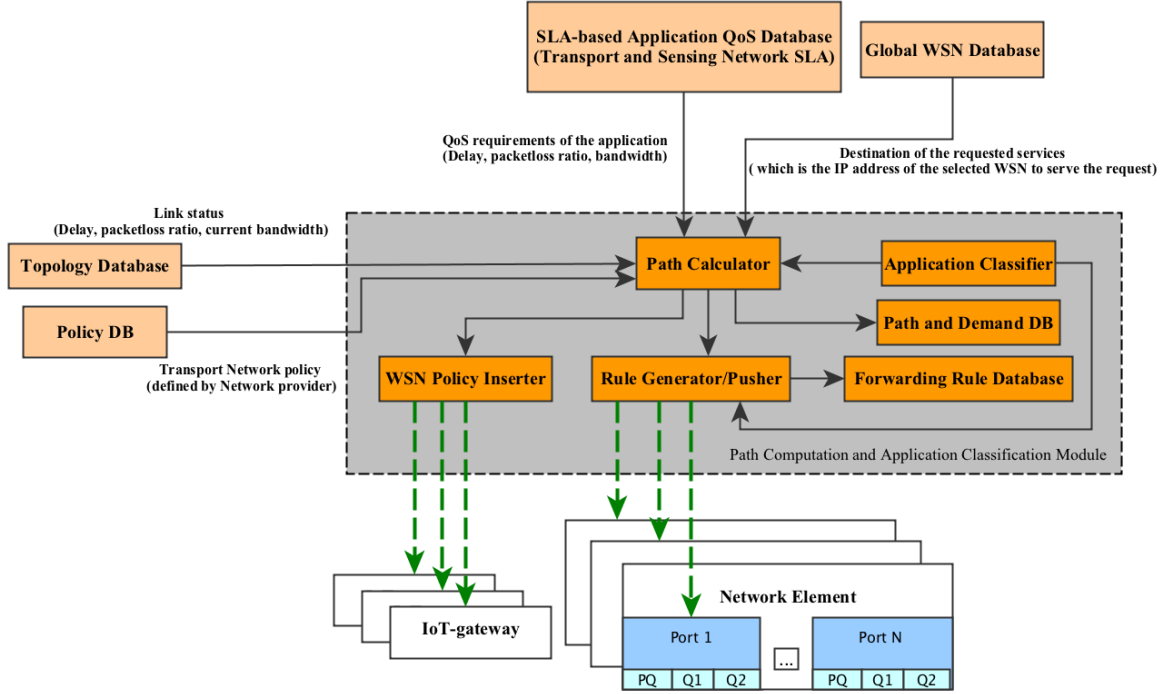 SLA-based Application QoS Database
(Transport and Sensing Network SLA)
Global WSN Database
QoS requirements of the application
(Delay, packetloss ratio, bandwidth)
Destination of the requested services
( which is the IP address of the selected WSN to serve the request)
Link status
(Delay, packetloss ratio, current bandwidth)
Topology Database
Path Calculator
Application Classifier
Policy DB
Path and Demand DB
Transport Network policy
(defined by Network provider)
WSN Policy Inserter
Rule Generator/Pusher
Forwarding Rule Database
Path Computation and Application Classification Module
IoT-gateway
Network Element
Port 1
...
Port N
PQ
Q1
Q2
PQ
Q1
Q2